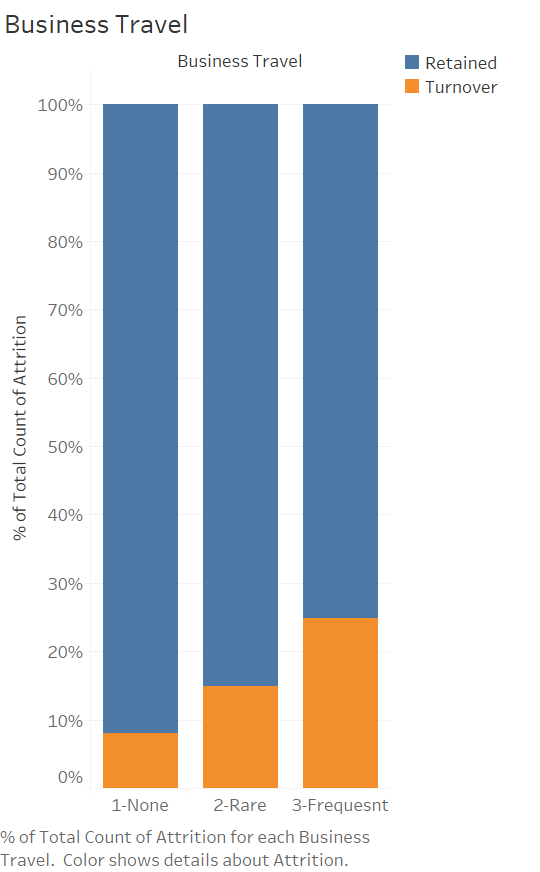 Business Travel
Business Travel
Retained
Turnover
% of Total Count of Attrition
100%
90%
80%
70%
60%
50%
40%
30%
20%
10%
0%
1-None 2-Rare 3-Frequesnt
% of Total Count of Attrition for each Business
Travel. Color shows details about Attrition.